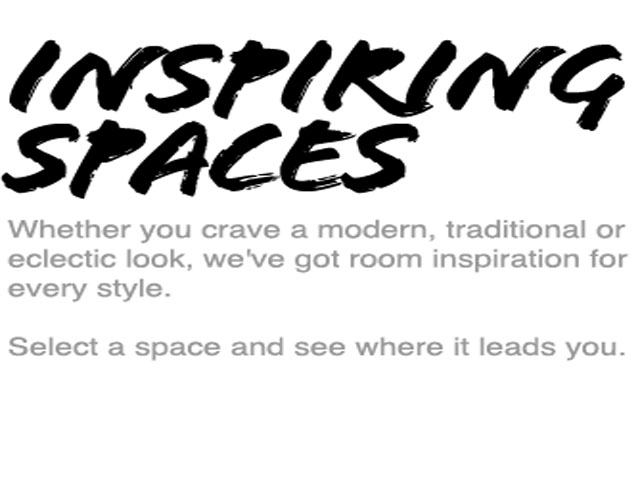 INSPIRING
SPACES
Whether you crave a modern, traditional or
eclectic look, we've got room inspiration for
every style.
Select a space and see where it leads you.